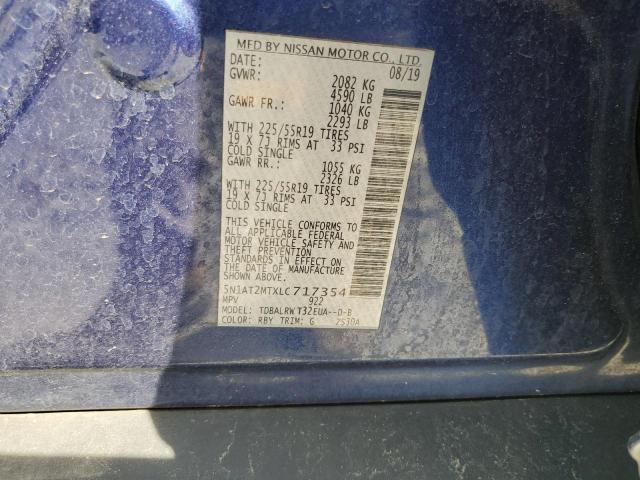 MFD BY NISSAN MOTOR CO., LTD.
DATE: 08/19
GVWR: 2082 KG
4590 LB
GAWR FR.: 1040 KG
2293 LB
WITH 225/55R19 TIRES
19 X 7J RIMS AT 33 PSI
COLD SINGLE
GAWR RR.: 1055 KG
2326 LB
WITH 225/55R19 TIRES
19 X 7J RIMS AT 33 PSI
COLD SINGLE
THIS VEHICLE CONFORMS TO
ALL APPLICABLE FEDERAL
MOTOR VEHICLE SAFETY AND
THEFT PREVENTION
STANDARDS IN EFFECT ON
THE DATE OF MANUFACTURE
SHOWN ABOVE.
5N1AT2MTXLC717354
MPV 922
MODEL: TDBALRWT32EUA--D-B
COLOR: RBY TRIM: G 2530A